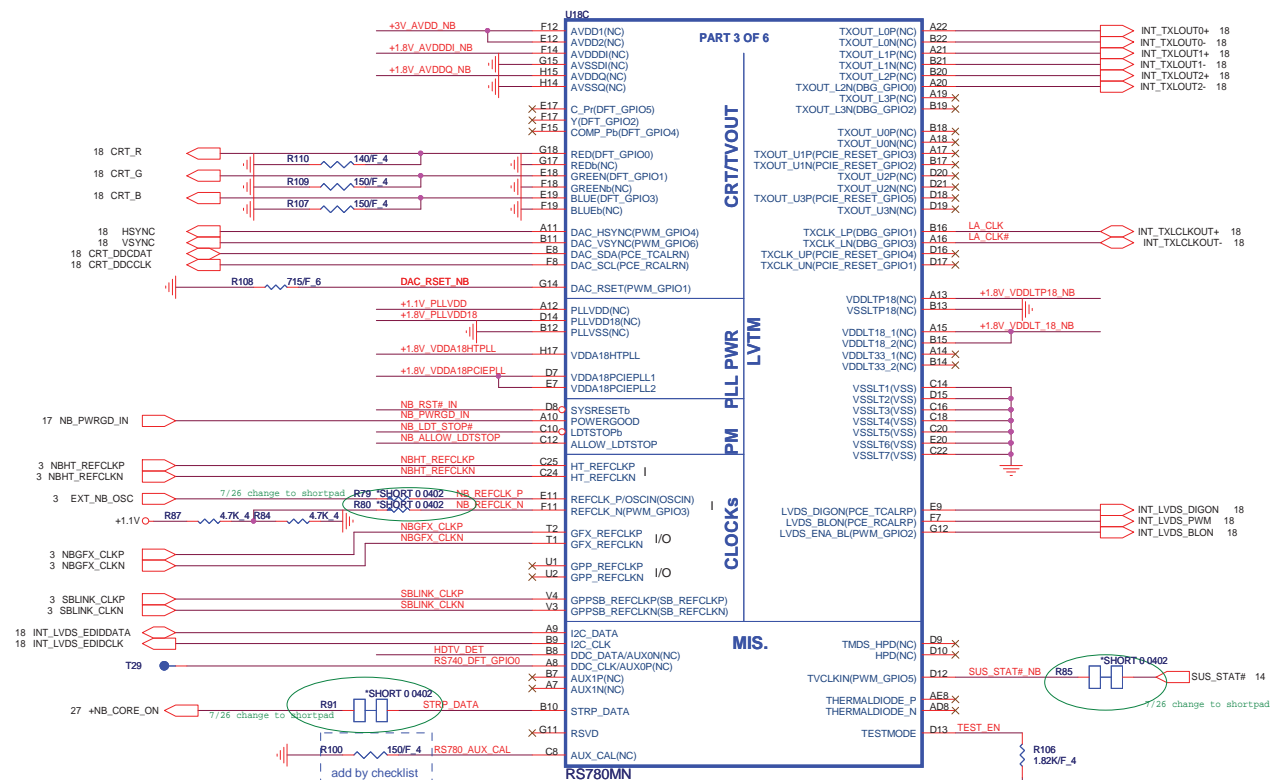 U18C
PART 3 OF 6
CRT/TVOUT
LVTM
PLL PWR
PM
CLOCKs
MIS.
RS780MN
+3V_AVDD_NB F12 AVDD1(NC)
E12 AVDD2(NC)
+1.8V_AVDDDI_NB F14 AVDDDI(NC)
G15 AVSSDI(NC)
+1.8V_AVDDQ_NB H15 AVDDQ(NC)
H14 AVSSQ(NC)
E17 C_Pr(DFT_GPIO5)
F17 Y(DFT_GPIO2)
F15 COMP_Pb(DFT_GPIO4)
18 CRT_R G18 RED(DFT_GPIO0)
R110 140/F_4 G17 REDb(NC)
18 CRT_G E18 GREEN(DFT_GPIO1)
R109 150/F_4 F18 GREENb(NC)
18 CRT_B E19 BLUE(DFT_GPIO3)
R107 150/F_4 F19 BLUEb(NC)
18 HSYNC A11 DAC_HSYNC(PWM_GPIO4)
18 VSYNC B11 DAC_VSYNC(PWM_GPIO6)
18 CRT_DDCDAT E8 DAC_SDA(PCE_TCALRN)
18 CRT_DDCCLK F8 DAC_SCL(PCE_RCALRN)
R108 715/F_6 DAC_RSET_NB G14 DAC_RSET(PWM_GPIO1)
+1.1V_PLLVDD A12 PLLVDD(NC)
+1.8V_PLLVDD18 D14 PLLVDD18(NC)
B12 PLLVSS(NC)
+1.8V_VDDA18HTPLL H17 VDDA18HTPLL
+1.8V_VDDA18PCIEPLL D7 VDDA18PCIEPLL1
E7 VDDA18PCIEPLL2
NB_RST#_IN D8 SYSRESETb
17 NB_PWRGD_IN NB_PWRGD_IN A10 POWERGOOD
NB_LDT_STOP# C10 LDTSTOPb
NB_ALLOW_LDTSTOP C12 ALLOW_LDTSTOP
3 NBHT_REFCLKP NBHT_REFCLKP C25 HT_REFCLKP I
3 NBHT_REFCLKN NBHT_REFCLKN C24 HT_REFCLKN
7/26 change to shortpad
3 EXT_NB_OSC R79 *SHORT 0 0402 NB_REFCLK_P E11 REFCLK_P/OSCIN(OSCIN)
R80 *SHORT 0 0402 NB_REFCLK_N F11 REFCLK_N(PWM_GPIO3) I
+1.1V R87 4.7K_4 R84 4.7K_4
3 NBGFX_CLKP NBGFX_CLKP T2 GFX_REFCLKP I/O
3 NBGFX_CLKN NBGFX_CLKN T1 GFX_REFCLKN
U1 GPP_REFCLKP I/O
U2 GPP_REFCLKN
3 SBLINK_CLKP SBLINK_CLKP V4 GPPSB_REFCLKP(SB_REFCLKP)
3 SBLINK_CLKN SBLINK_CLKN V3 GPPSB_REFCLKN(SB_REFCLKN)
18 INT_LVDS_EDIDDATA A9 I2C_DATA
18 INT_LVDS_EDIDCLK B9 I2C_CLK
HDTV_DET B8 DDC_DATA/AUX0N(NC)
T29 RS740_DFT_GPIO0 A8 DDC_CLK/AUX0P(NC)
B7 AUX1P(NC)
A7 AUX1N(NC)
27 +NB_CORE_ON R91 *SHORT 0 0402 STRP_DATA B10 STRP_DATA
7/26 change to shortpad
G11 RSVD
R100 150/F_4 RS780_AUX_CAL C8 AUX_CAL(NC)
add by checklist
TXOUT_L0P(NC) A22 INT_TXLOUT0+ 18
TXOUT_L0N(NC) B22 INT_TXLOUT0- 18
TXOUT_L1P(NC) A21 INT_TXLOUT1+ 18
TXOUT_L1N(NC) B21 INT_TXLOUT1- 18
TXOUT_L2P(NC) B20 INT_TXLOUT2+ 18
TXOUT_L2N(DBG_GPIO0) A20 INT_TXLOUT2- 18
TXOUT_L3P(NC) A19
TXOUT_L3N(DBG_GPIO2) B19
TXOUT_U0P(NC) B18
TXOUT_U0N(NC) A18
TXOUT_U1P(PCIE_RESET_GPIO3) A17
TXOUT_U1N(PCIE_RESET_GPIO2) B17
TXOUT_U2P(NC) D20
TXOUT_U2N(NC) D21
TXOUT_U3P(PCIE_RESET_GPIO5) D18
TXOUT_U3N(NC) D19
TXCLK_LP(DBG_GPIO1) B16 LA_CLK INT_TXLCLKOUT+ 18
TXCLK_LN(DBG_GPIO3) A16 LA_CLK# INT_TXLCLKOUT- 18
TXCLK_UP(PCIE_RESET_GPIO4) D16
TXCLK_UN(PCIE_RESET_GPIO1) D17
VDDLTP18(NC) A13 +1.8V_VDDLTP18_NB
VSSLTP18(NC) B13
VDDLT18_1(NC) A15 +1.8V_VDDLT_18_NB
VDDLT18_2(NC) B15
VDDLT33_1(NC) A14
VDDLT33_2(NC) B14
VSSLT1(VSS) C14
VSSLT2(VSS) D15
VSSLT3(VSS) C16
VSSLT4(VSS) C18
VSSLT5(VSS) C20
VSSLT6(VSS) E20
VSSLT7(VSS) C22
LVDS_DIGON(PCE_TCALRP) E9 INT_LVDS_DIGON 18
LVDS_BLON(PCE_RCALRP) F7 INT_LVDS_PWM 18
LVDS_ENA_BL(PWM_GPIO2) G12 INT_LVDS_BLON 18
TMDS_HPD(NC) D9
HPD(NC) D10
TVCLKIN(PWM_GPIO5) D12 SUS_STAT#_NB R85 *SHORT 0 0402 SUS_STAT# 14
7/26 change to shortpad
THERMALDIODE_P AE8
THERMALDIODE_N AD8
TESTMODE D13 TEST_EN
R106
1.82K/F_4